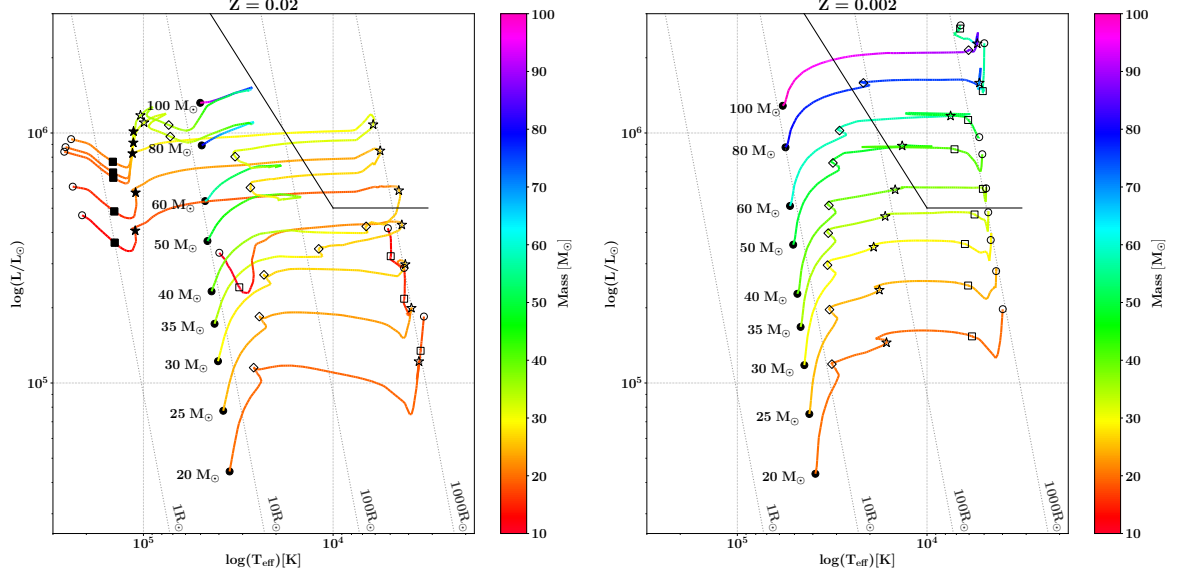 Z = 0.02
10⁶
10⁵
log(L/L⊙)
100 M⊙
80 M⊙
60 M⊙
50 M⊙
40 M⊙
35 M⊙
30 M⊙
25 M⊙
20 M⊙
1R⊙
10R⊙
100R⊙
1000R⊙
10⁵
10⁴
log(T_eff)[K]
100
90
80
70
60
50
40
30
20
10
Mass [M⊙]
Z = 0.002
10⁶
10⁵
log(L/L⊙)
100 M⊙
80 M⊙
60 M⊙
50 M⊙
40 M⊙
35 M⊙
30 M⊙
25 M⊙
20 M⊙
1R⊙
10R⊙
100R⊙
1000R⊙
10⁵
10⁴
log(T_eff)[K]
100
90
80
70
60
50
40
30
20
10
Mass [M⊙]